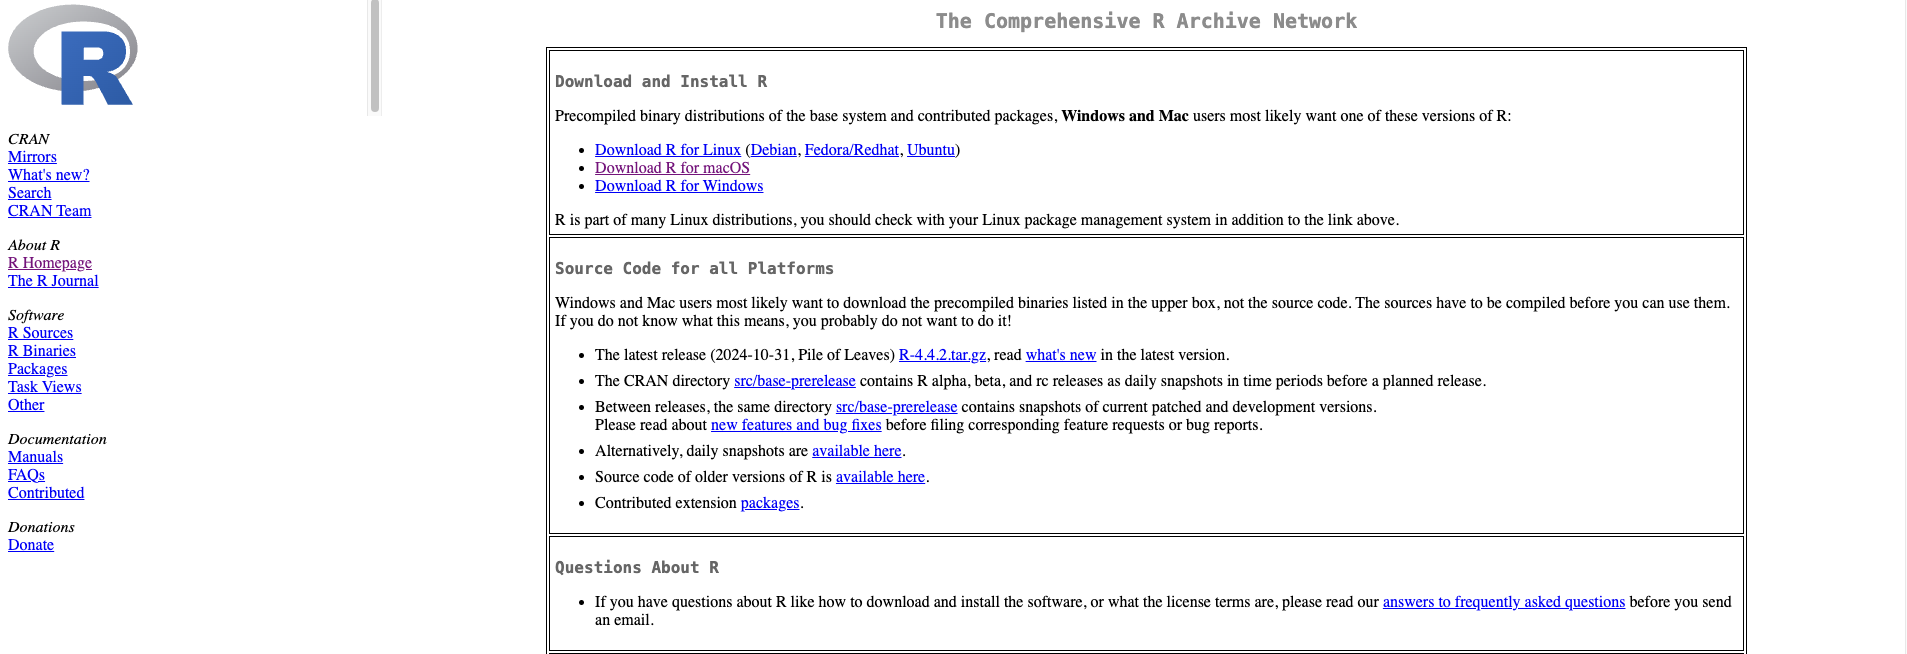 R
CRAN
Mirrors
What's new?
Search
CRAN Team
About R
R Homepage
The R Journal
Software
R Sources
R Binaries
Packages
Task Views
Other
Documentation
Manuals
FAQs
Contributed
Donations
Donate
The Comprehensive R Archive Network
Download and Install R
Precompiled binary distributions of the base system and contributed packages, Windows and Mac users most likely want one of these versions of R:
• Download R for Linux (Debian, Fedora/Redhat, Ubuntu)
• Download R for macOS
• Download R for Windows
R is part of many Linux distributions, you should check with your Linux package management system in addition to the link above.
Source Code for all Platforms
Windows and Mac users most likely want to download the precompiled binaries listed in the upper box, not the source code. The sources have to be compiled before you can use them.
If you do not know what this means, you probably do not want to do it!
• The latest release (2024-10-31, Pile of Leaves) R-4.4.2.tar.gz, read what's new in the latest version.
• The CRAN directory src/base-prerelease contains R alpha, beta, and rc releases as daily snapshots in time periods before a planned release.
• Between releases, the same directory src/base-prerelease contains snapshots of current patched and development versions.
Please read about new features and bug fixes before filing corresponding feature requests or bug reports.
• Alternatively, daily snapshots are available here.
• Source code of older versions of R is available here.
• Contributed extension packages.
Questions About R
• If you have questions about R like how to download and install the software, or what the license terms are, please read our answers to frequently asked questions before you send
an email.